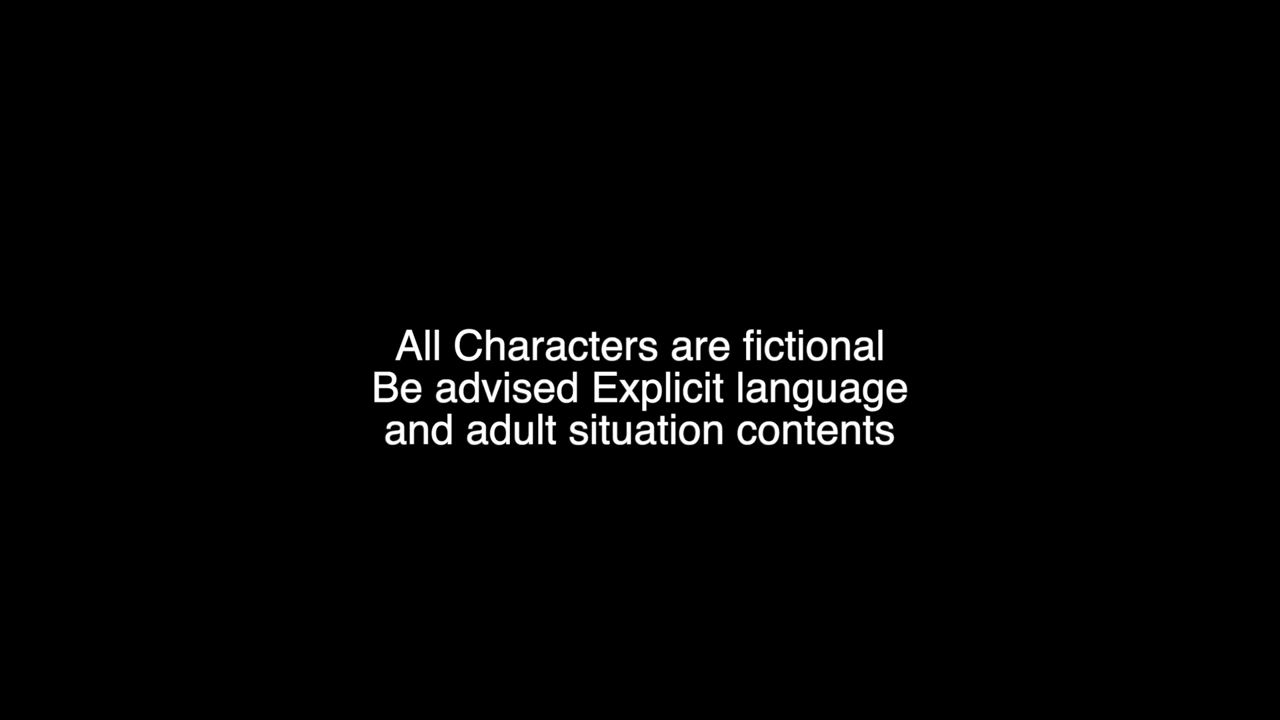 All Characters are fictional
Be advised Explicit language
and adult situation contents